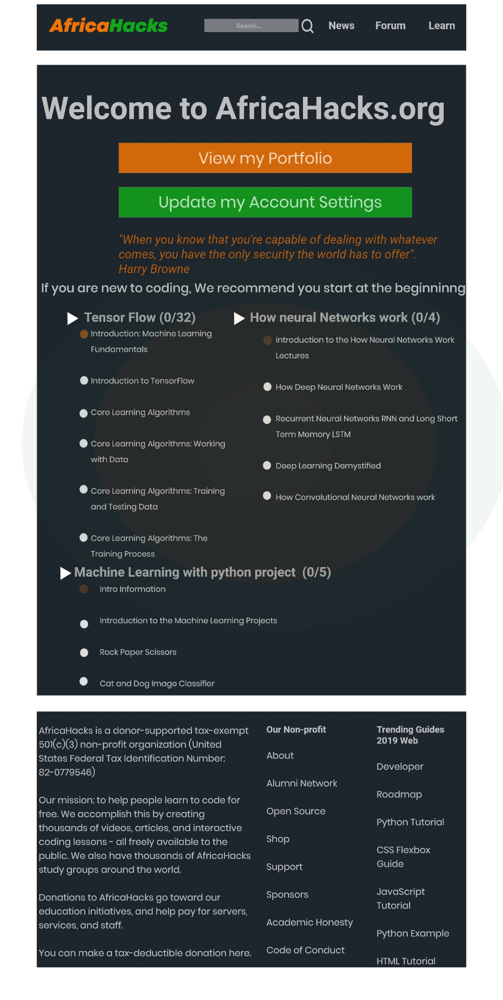 AfricaHacks
Search...
News
Forum
Learn
Welcome to AfricaHacks.org
View my Portfolio
Update my Account Settings
"When you know that you're capable of dealing with whatever
comes, you have the only security the world has to offer".
Harry Browne
If you are new to coding, We recommend you start at the beginninng
Tensor Flow (0/32)
Introduction: Machine Learning
Fundamentals
Introduction to TensorFlow
Core Learning Algorithms
Core Learning Algorithms: Working
with Data
Core Learning Algorithms: Training
and Testing Data
Core Learning Algorithms: The
Training Process
How neural Networks work (0/4)
Introduction to the How Neural Networks Work
Lectures
How Deep Neural Networks Work
Recurrent Neural Networks RNN and Long Short
Term Memory LSTM
Deep Learning Demystified
How Convolutional Neural Networks work
Machine Learning with python project (0/5)
Intro Information
Introduction to the Machine Learning Projects
Rock Paper Scissors
Cat and Dog Image Classifier
AfricaHacks is a donor-supported tax-exempt
501(c)(3) non-profit organization (United
States Federal Tax Identification Number:
82-0779546)
Our mission: to help people learn to code for
free. We accomplish this by creating
thousands of videos, articles, and interactive
coding lessons - all freely available to the
public. We also have thousands of AfricaHacks
study groups around the world.
Donations to AfricaHacks go toward our
education initiatives, and help pay for servers,
services, and staff.
You can make a tax-deductible donation here.
Our Non-profit
About
Alumni Network
Open Source
Shop
Support
Sponsors
Academic Honesty
Code of Conduct
Trending Guides
2019 Web
Developer
Roadmap
Python Tutorial
CSS Flexbox
Guide
JavaScript
Tutorial
Python Example
HTML Tutorial